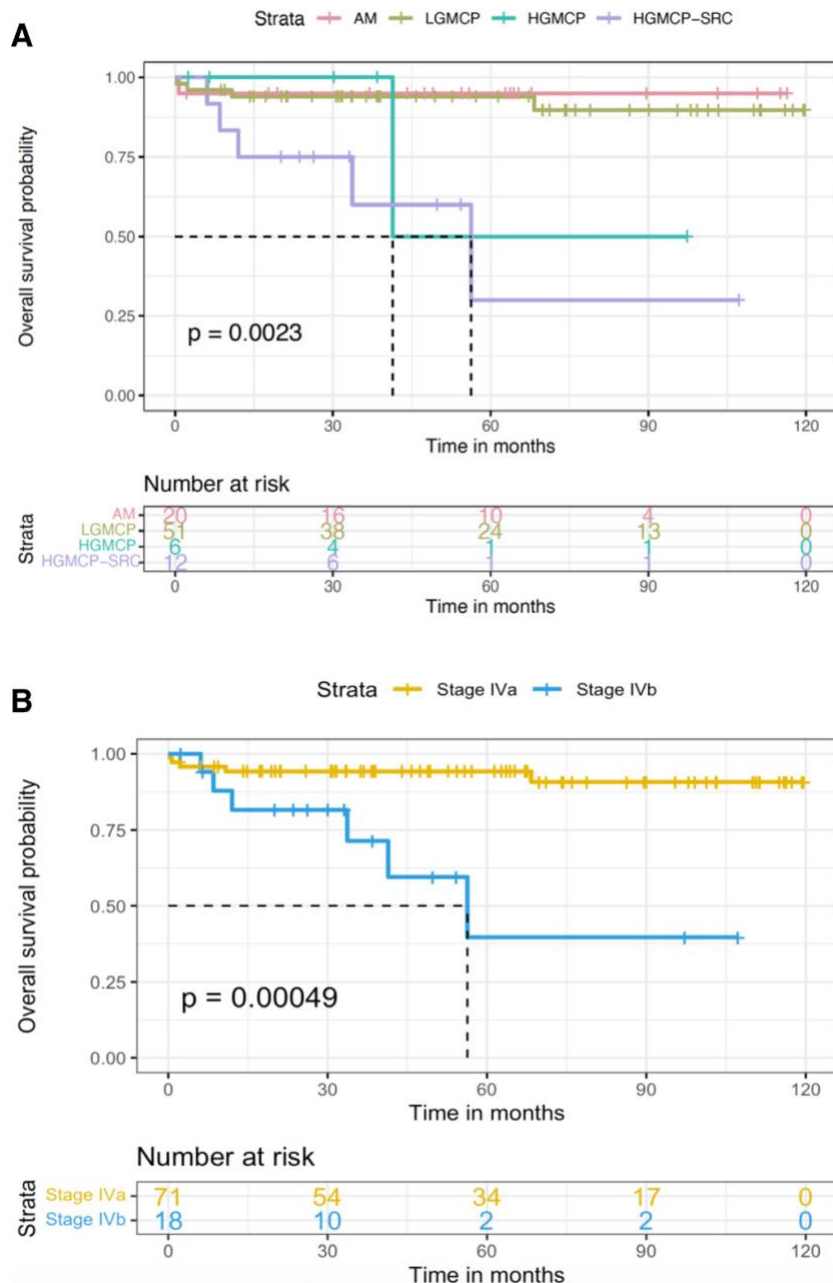 A
Strata AM LGMCP HGMCP HGMCP-SRC
1.00
0.75
0.50
0.25
0.00
Overall survival probability
p = 0.0023
0 30 60 90 120
Time in months
Number at risk
Strata
AM 20 16 10 4 0
LGMCP 51 38 24 13 0
HGMCP 6 4 1 1 0
HGMCP-SRC 12 6 1 1 0
0 30 60 90 120
Time in months
B
Strata Stage IVa Stage IVb
1.00
0.75
0.50
0.25
0.00
Overall survival probability
p = 0.00049
0 30 60 90 120
Time in months
Number at risk
Strata
Stage IVa 71 54 34 17 0
Stage IVb 18 10 2 2 0
0 30 60 90 120
Time in months